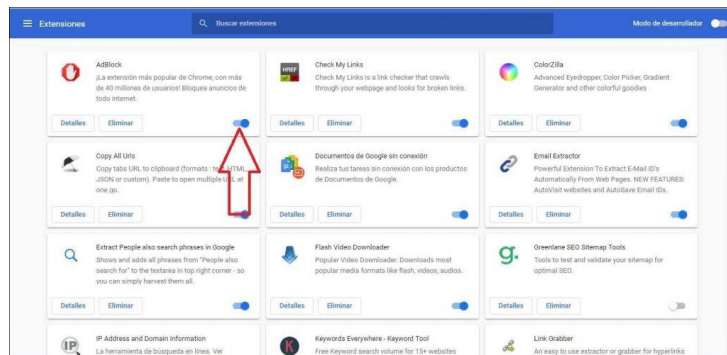 Extensiones
Buscar extensiones
Modo de desarrollador
AdBlock
¡La extensión más popular de Chrome, con más
de 40 millones de usuarios! Bloquea anuncios de
todo internet.
Detalles
Eliminar
HREF
Check My Links
Check My Links is a link checker that crawls
through your webpage and looks for broken links.
Detalles
Eliminar
ColorZilla
Advanced Eyedropper, Color Picker, Gradient
Generator and other colorful goodies
Detalles
Eliminar
Copy All Urls
Copy tabs URL to clipboard (formats : text, HTML,
JSON or custom). Paste to open multiple URL at
one go.
Detalles
Eliminar
Documentos de Google sin conexión
Realiza tus tareas sin conexión con los productos
de Documentos de Google.
Detalles
Eliminar
Email Extractor
Powerful Extension To Extract E-Mail ID's
Automatically From Web Pages. NEW FEATURES:
AutoVisit websites and AutoSave Email IDs.
Detalles
Eliminar
Extract People also search phrases in Google
Shows and adds all phrases from "People also
search for" to the textarea in top right corner - so
you can simply harvest them all.
Detalles
Eliminar
Flash Video Downloader
Popular Video Downloader. Downloads most
popular media formats like flash, videos, audios.
Detalles
Eliminar
g.
Greenlane SEO Sitemap Tools
Tools to test and validate your sitemap for
optimal SEO.
Detalles
Eliminar
IP
IP Address and Domain Information
La herramienta de búsqueda en línea. Ver
K
Keywords Everywhere - Keyword Tool
Free Keyword search volume for 15+ websites
Link Grabber
An easy to use extractor or grabber for hyperlinks